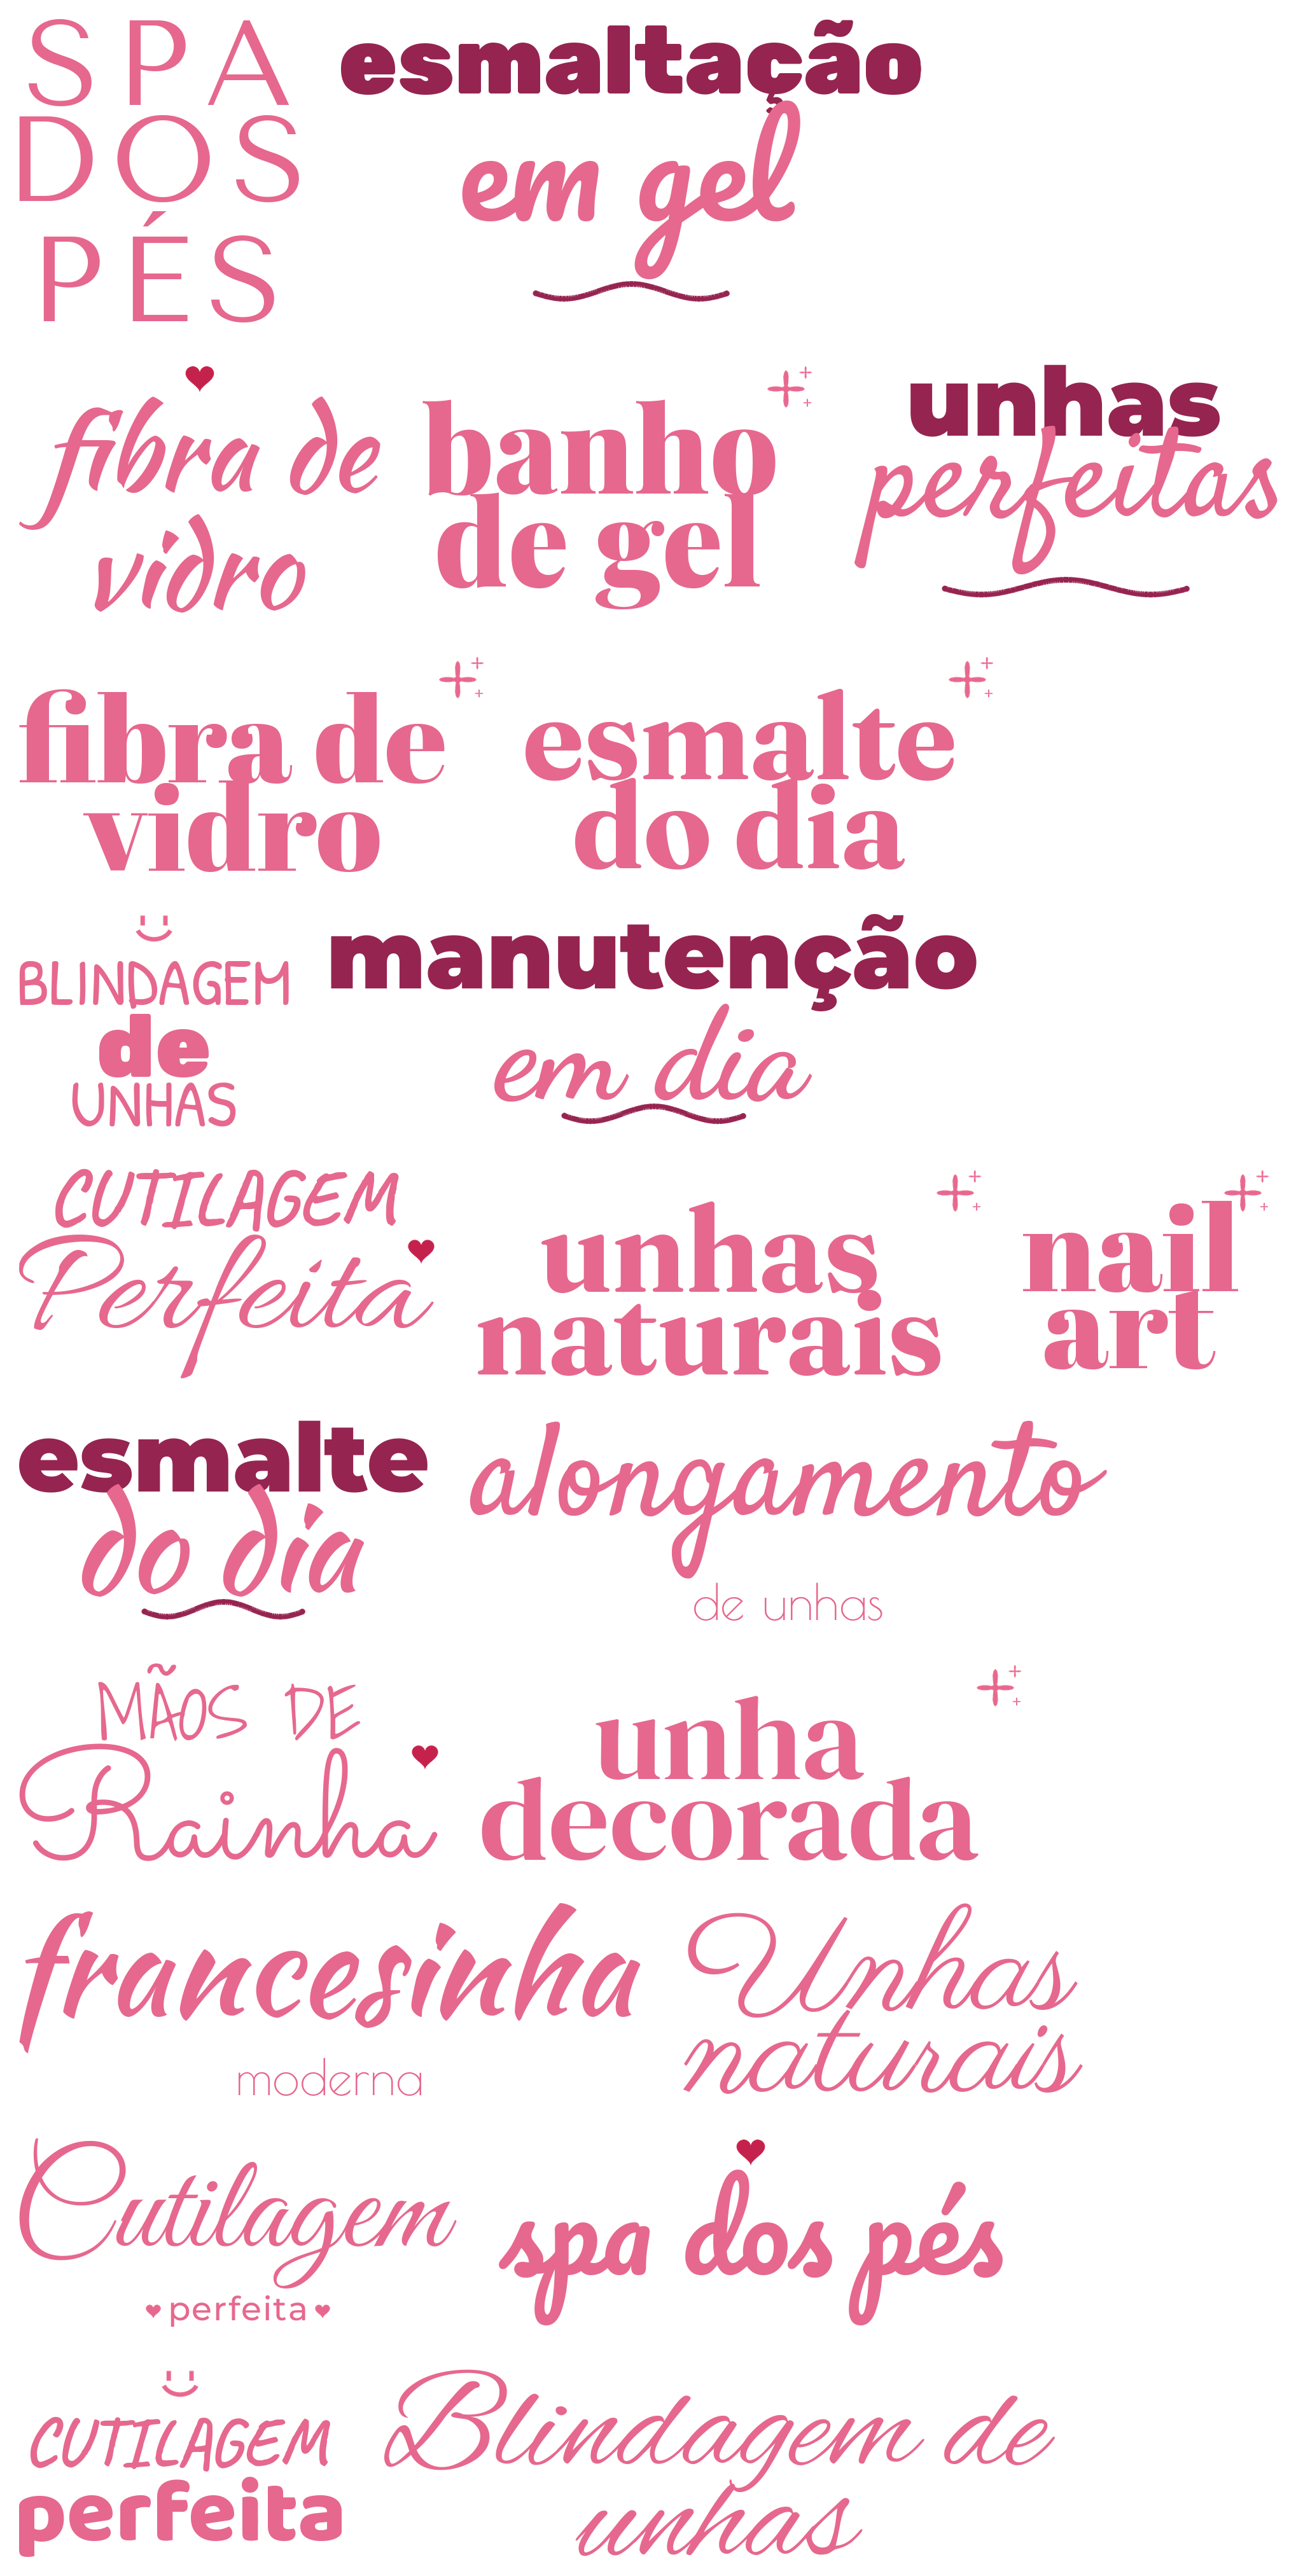 SPA
DOS
PÉS
esmaltação
em gel
fibra de
vidro
banho
de gel
unhas
perfeitas
fibra de
vidro
esmalte
do dia
BLINDAGEM
de
UNHAS
manutenção
em dia
CUTILAGEM
Perfeita
unhas
naturais
nail
art
esmalte
do dia
alongamento
de unhas
MÃOS DE
Rainha
unha
decorada
francesinha
moderna
Unhas
naturais
Cutilagem
perfeita
spa dos pés
CUTILAGEM
perfeita
Blindagem de
unhas